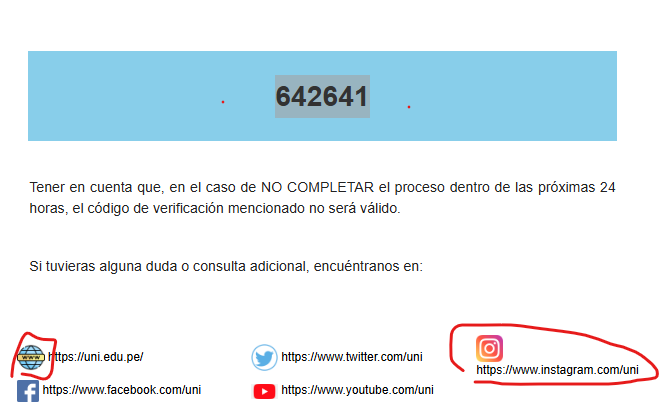 642641
Tener en cuenta que, en el caso de NO COMPLETAR el proceso dentro de las próximas 24
horas, el código de verificación mencionado no será válido.
Si tuvieras alguna duda o consulta adicional, encuéntranos en:
WWW https://uni.edu.pe/
https://www.twitter.com/uni
https://www.instagram.com/uni
https://www.facebook.com/uni
https://www.youtube.com/uni